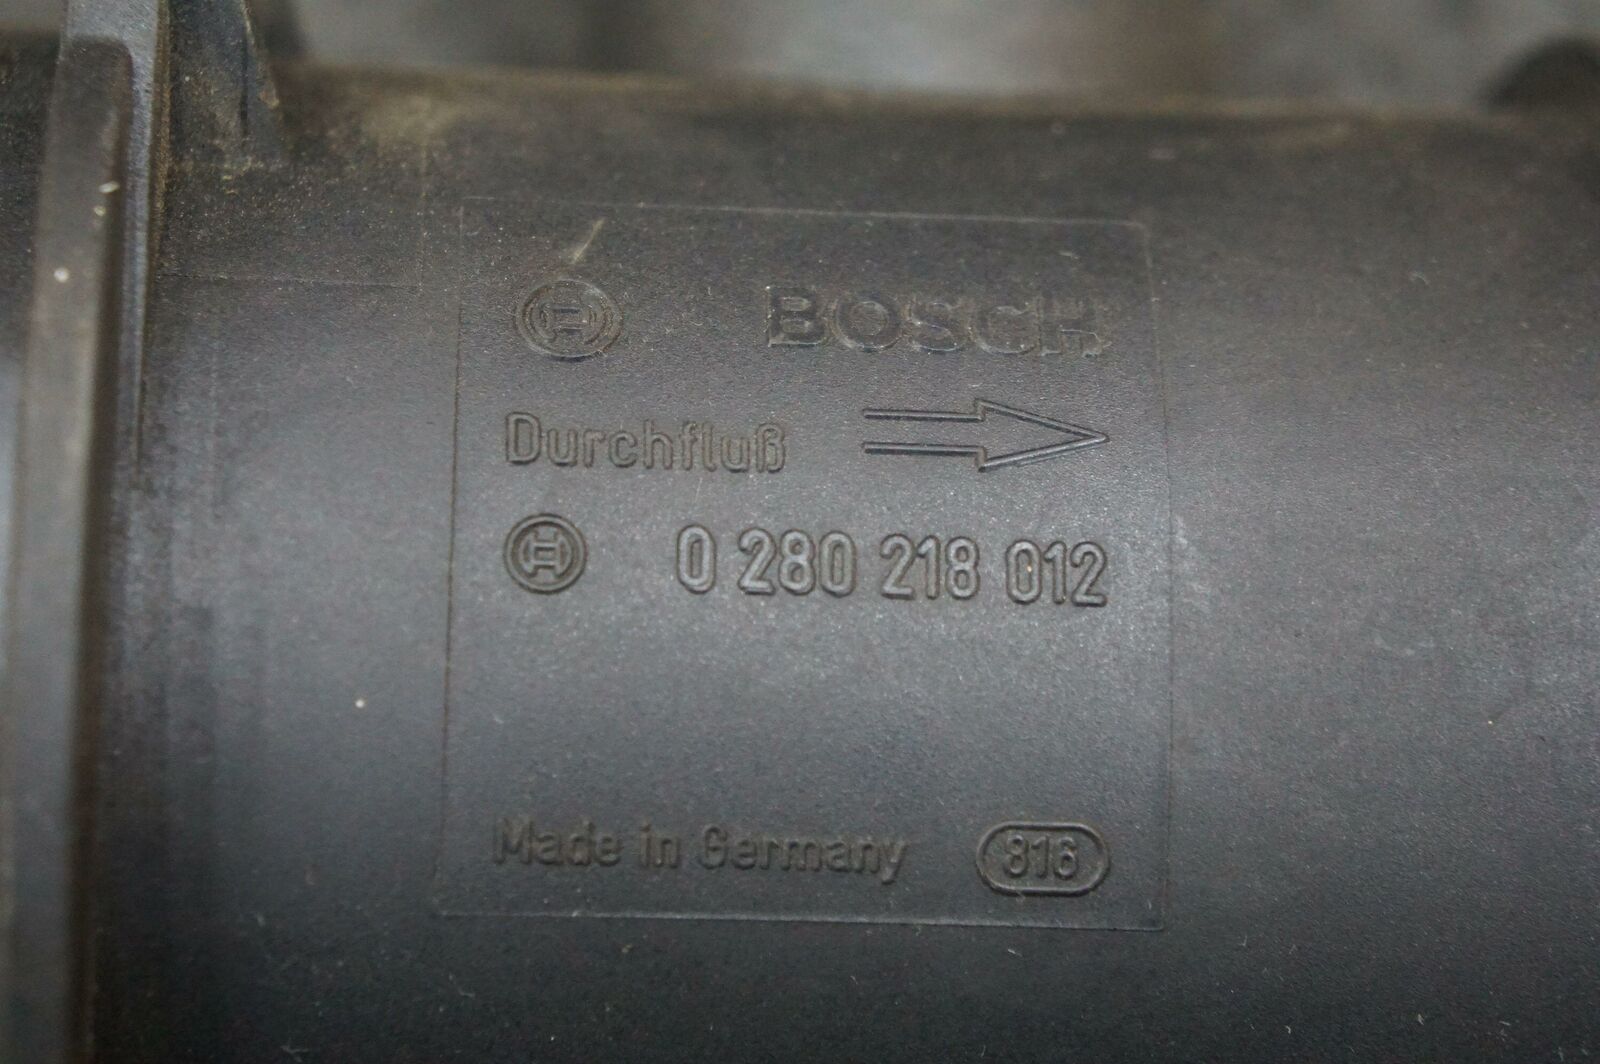 BOSCH
Durchfluß
0 280 218 012
Made in Germany 816